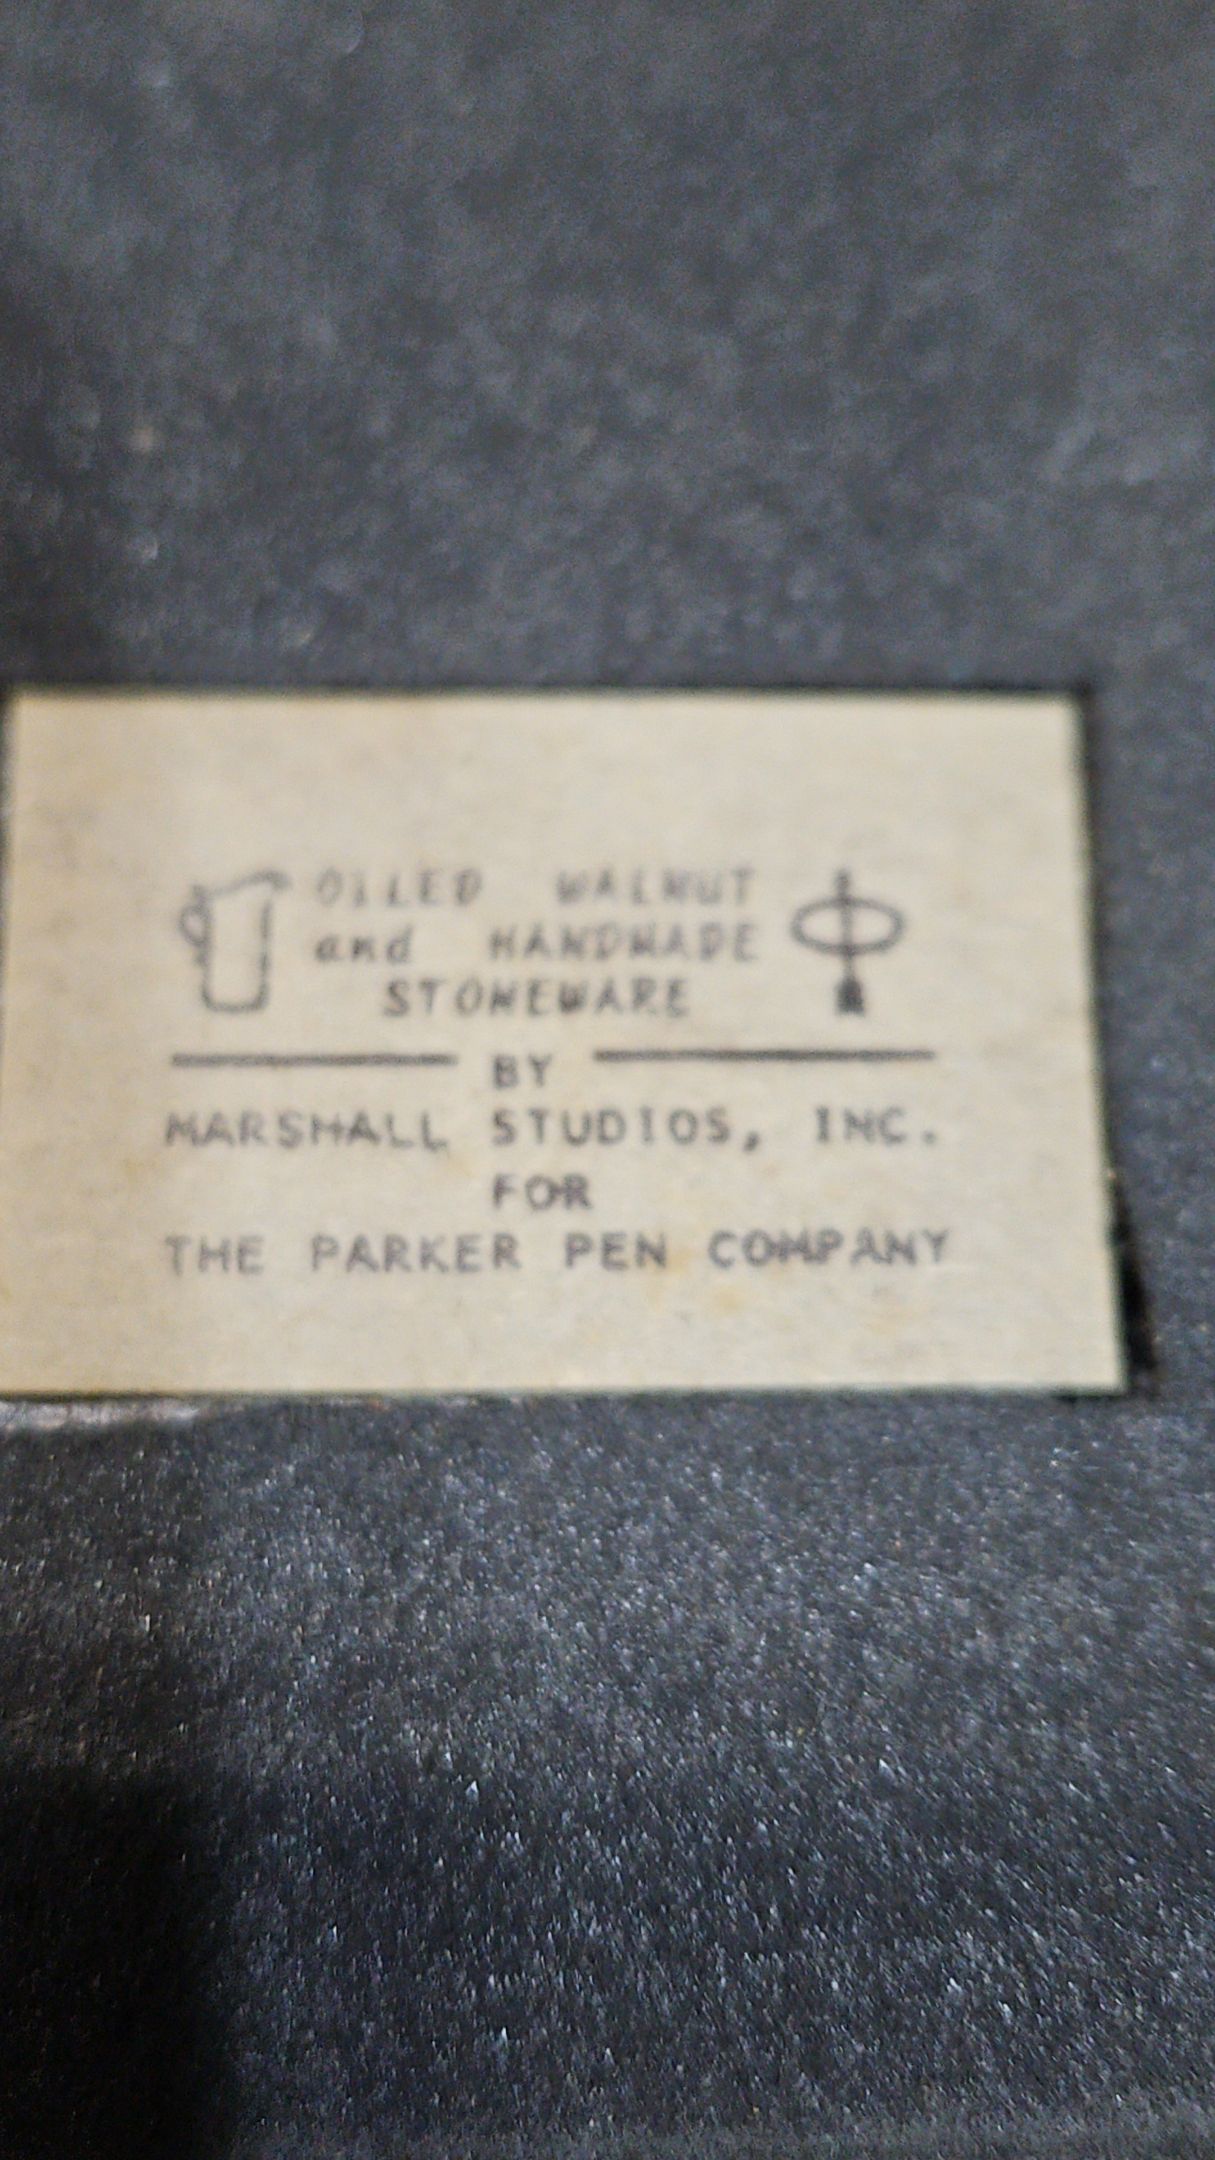 OILED WALNUT
and HANDMADE
STONEWARE
BY
MARSHALL STUDIOS, INC.
FOR
THE PARKER PEN COMPANY